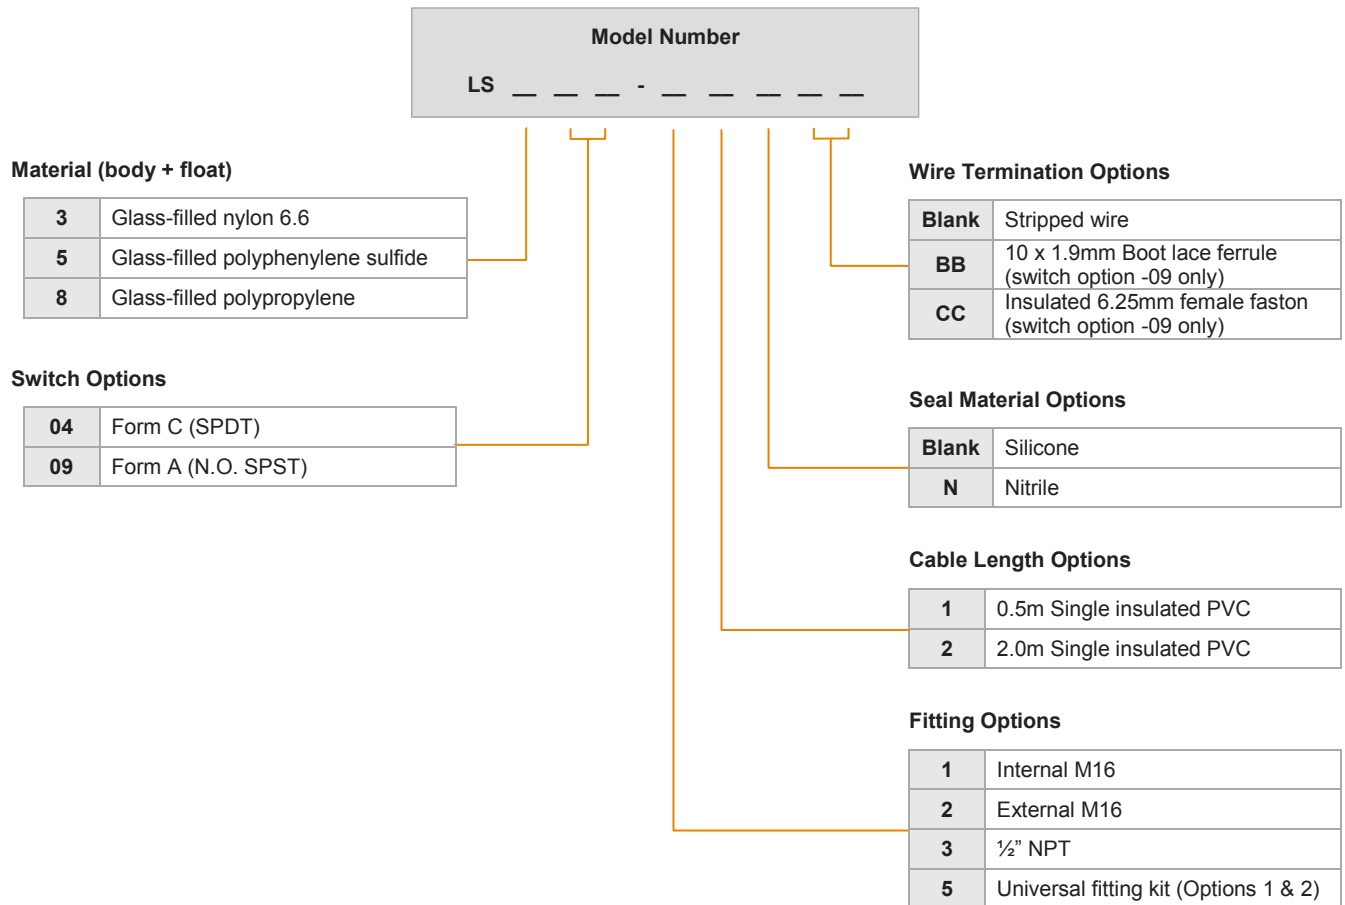 Model Number
LS __ __ __ - __ __ __ __ __
Material (body + float)
3 Glass-filled nylon 6.6
5 Glass-filled polyphenylene sulfide
8 Glass-filled polypropylene
Switch Options
04 Form C (SPDT)
09 Form A (N.O. SPST)
Wire Termination Options
Blank Stripped wire
BB 10 x 1.9mm Boot lace ferrule
(switch option -09 only)
CC Insulated 6.25mm female faston
(switch option -09 only)
Seal Material Options
Blank Silicone
N Nitrile
Cable Length Options
1 0.5m Single insulated PVC
2 2.0m Single insulated PVC
Fitting Options
1 Internal M16
2 External M16
3 ½” NPT
5 Universal fitting kit (Options 1 & 2)